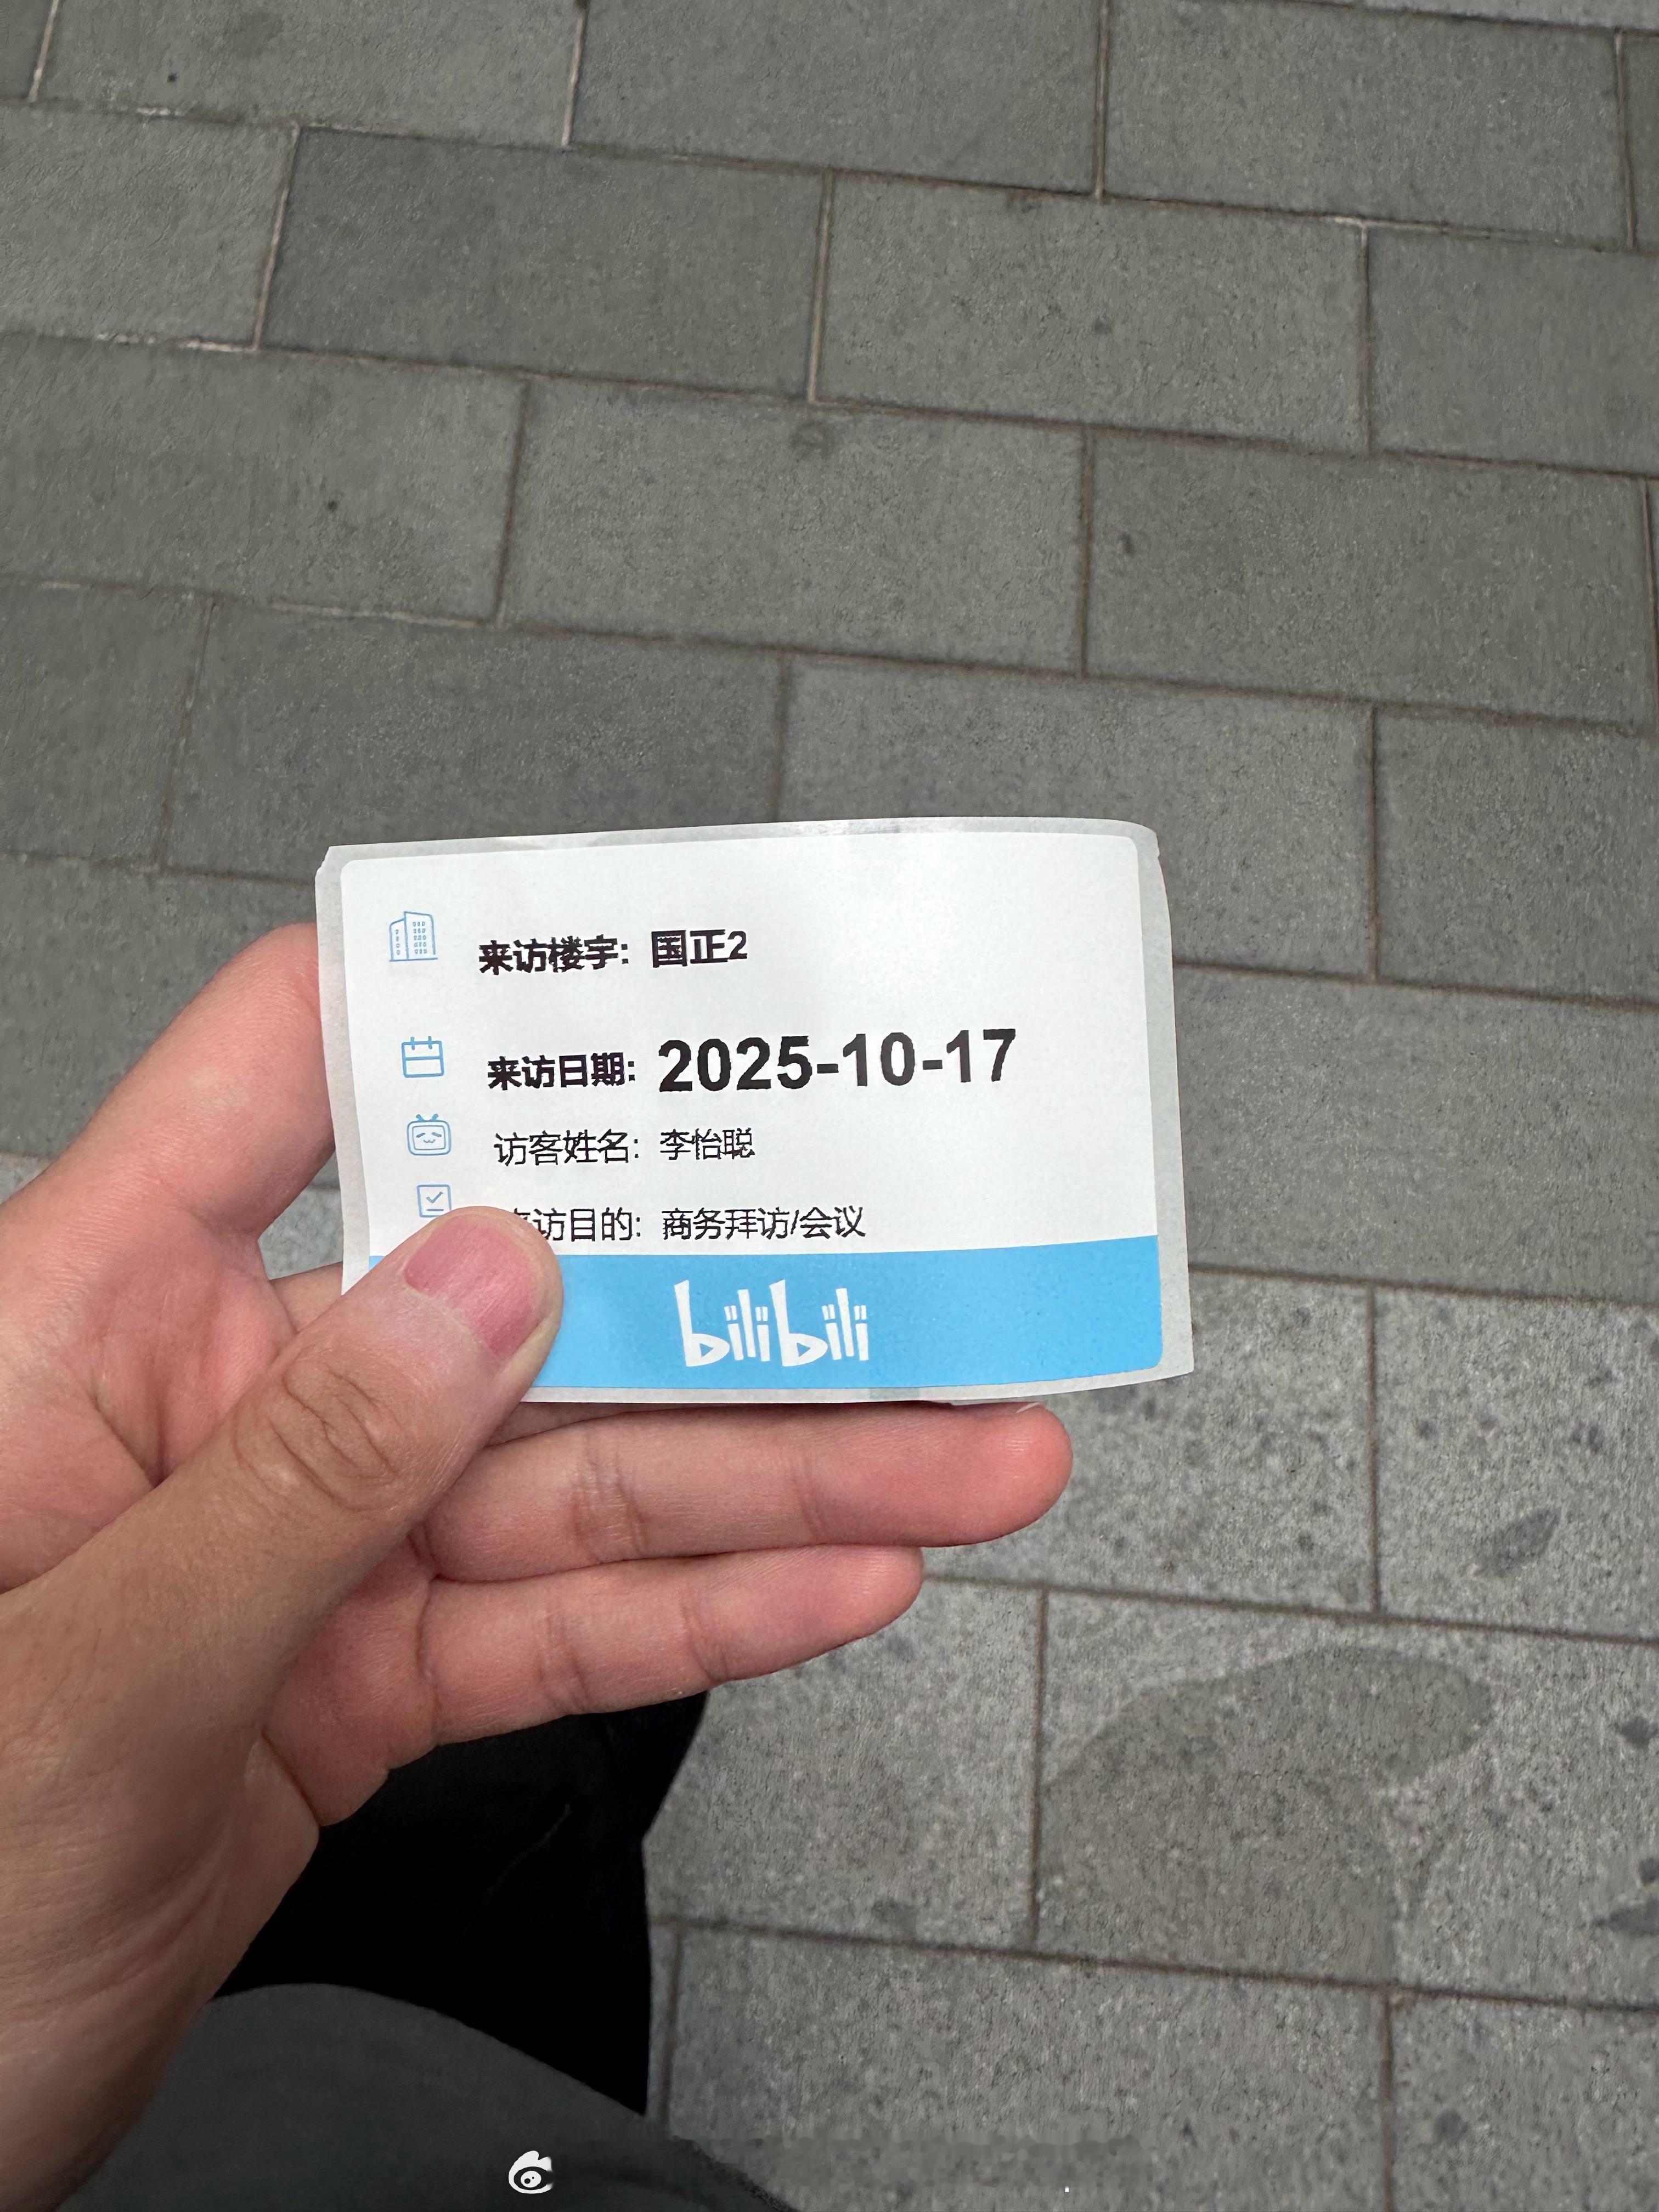 来访楼宇: 国正2
来访日期: 2025-10-17
访客姓名: 李怡聪
来访目的: 商务拜访/会议
bilibili